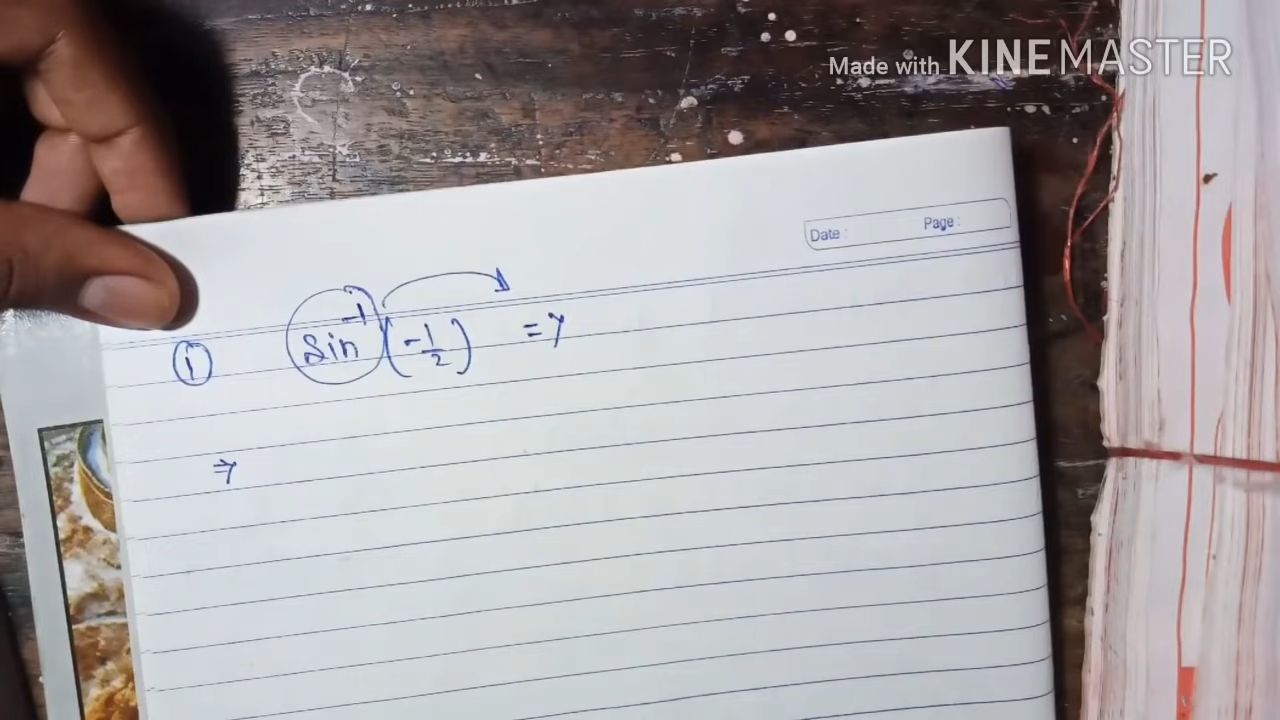 Made with KINEMASTER
Date : Page :
① sin⁻¹(-1/2) = y
⇒